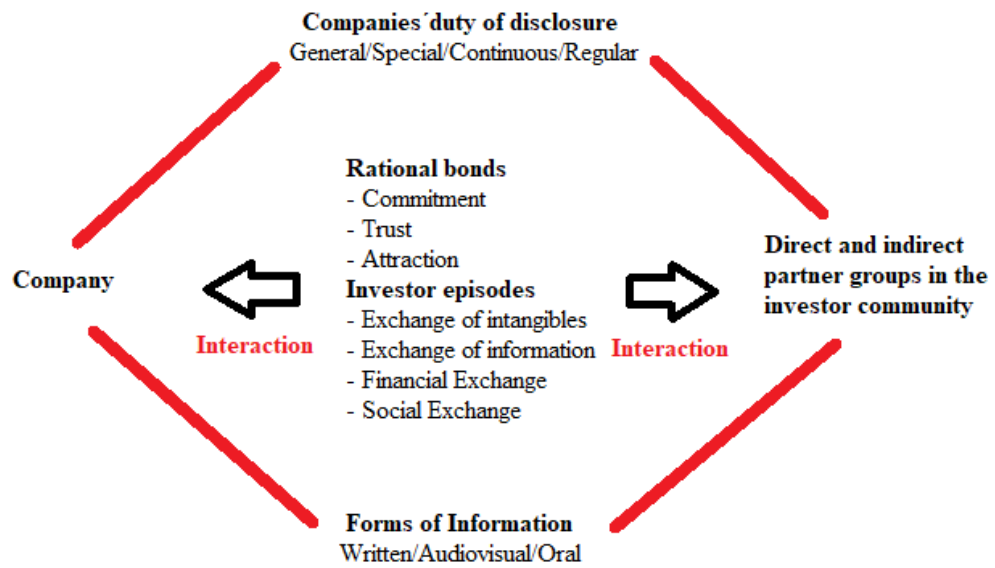 Companies´duty of disclosure
General/Special/Continuous/Regular
Rational bonds
- Commitment
- Trust
- Attraction
Company
Direct and indirect
partner groups in the
investor community
Investor episodes
- Exchange of intangibles
- Exchange of information
- Financial Exchange
- Social Exchange
Interaction
Interaction
Forms of Information
Written/Audiovisual/Oral